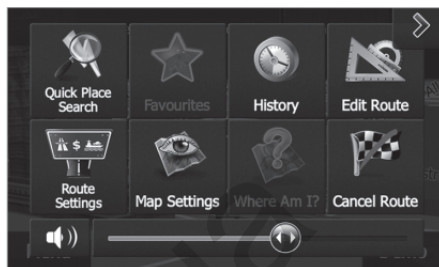 Quick Place
Search
Favourites
History
Edit Route
Route
Settings
Map Settings
Where Am I?
Cancel Route